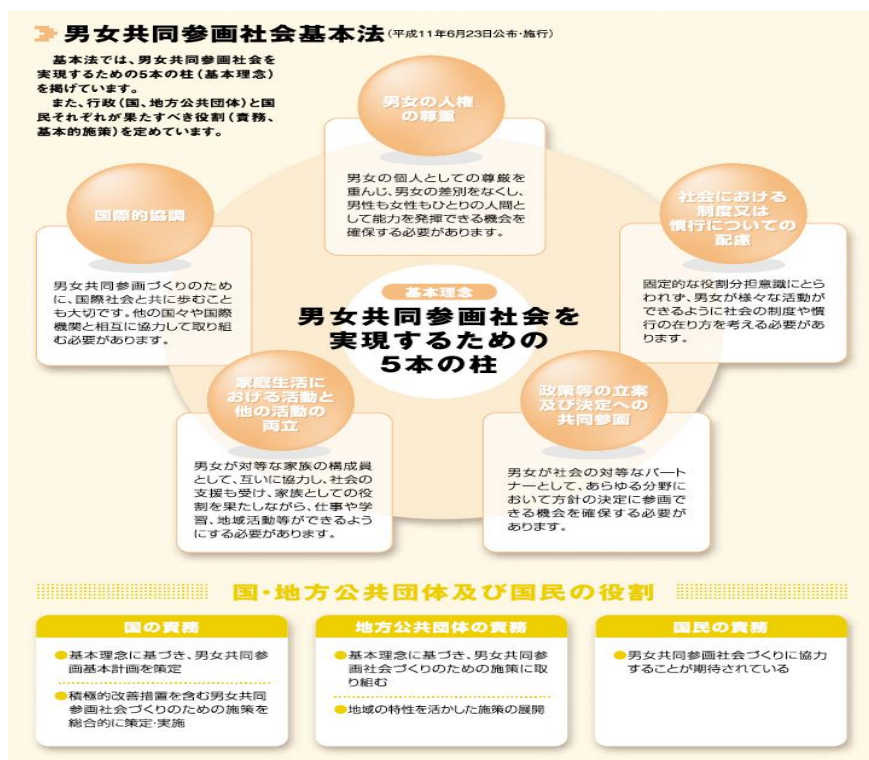 男女共同参画社会基本法(平成11年6月23日公布・施行)
基本法では、男女共同参画社会を
実現するための5本の柱(基本理念)
を掲げています。
また、行政(国、地方公共団体)と国
民それぞれが果たすべき役割(責務、
基本的施策)を定めています。
男女の人権
の尊重
男女の個人としての尊厳を
重んじ、男女の差別をなくし、
男性も女性もひとりの人間と
して能力を発揮できる機会を
確保する必要があります。
社会における
制度又は
慣行についての
配慮
固定的な役割分担意識にとら
われず、男女が様々な活動が
できるように社会の制度や慣
行の在り方を考える必要があ
ります。
国際的協調
男女共同参画づくりのため
に、国際社会と共に歩むこと
も大切です。他の国々や国際
機関と相互に協力して取り組
む必要があります。
基本理念
男女共同参画社会を
実現するための
5本の柱
家庭生活に
おける活動と
他の活動の
両立
男女が対等な家族の構成員
として、互いに協力し、社会の
支援も受け、家族としての役
割を果たしながら、仕事や学
習、地域活動等ができるよう
にする必要があります。
政策等の立案
及び決定への
共同参画
男女が社会の対等なパート
ナーとして、あらゆる分野に
おいて方針の決定に参画で
きる機会を確保する必要が
あります。
国・地方公共団体及び国民の役割
国の責務
●基本理念に基づき、男女共同参
画基本計画を策定
●積極的改善措置を含む男女共同
参画社会づくりのための施策を
総合的に策定・実施
地方公共団体の責務
●基本理念に基づき、男女共同参
画社会づくりのための施策に取
り組む
●地域の特性を活かした施策の展開
国民の責務
●男女共同参画社会づくりに協力
することが期待されている